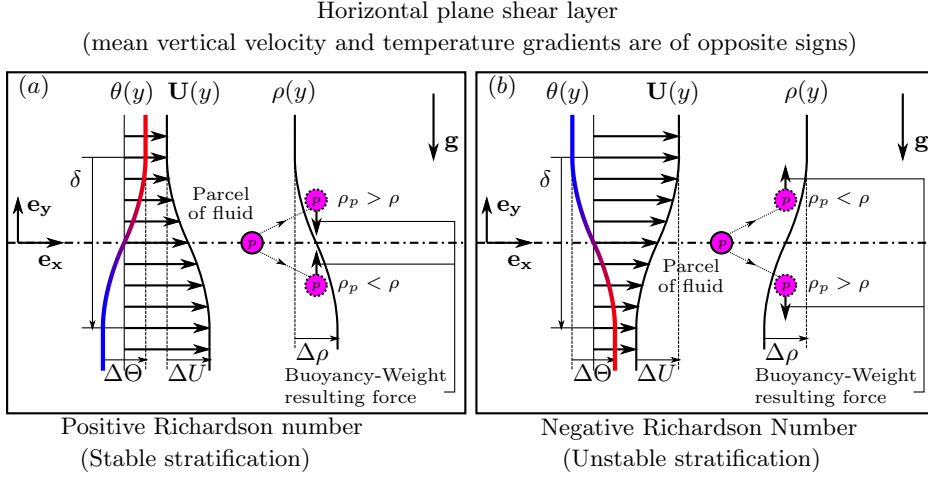 Horizontal plane shear layer
(mean vertical velocity and temperature gradients are of opposite signs)
(a) θ(y) U(y) ρ(y)
g
δ
Parcel
of fluid
p
ρ_p > ρ
e_y
p
e_x
p
ρ_p < ρ
ΔΘ ΔU Δρ
Buoyancy-Weight
resulting force
Positive Richardson number
(Stable stratification)
(b) θ(y) U(y) ρ(y)
g
δ
p
ρ_p < ρ
e_y
p
e_x
Parcel
of fluid
p
ρ_p > ρ
ΔΘ ΔU Δρ
Buoyancy-Weight
resulting force
Negative Richardson Number
(Unstable stratification)